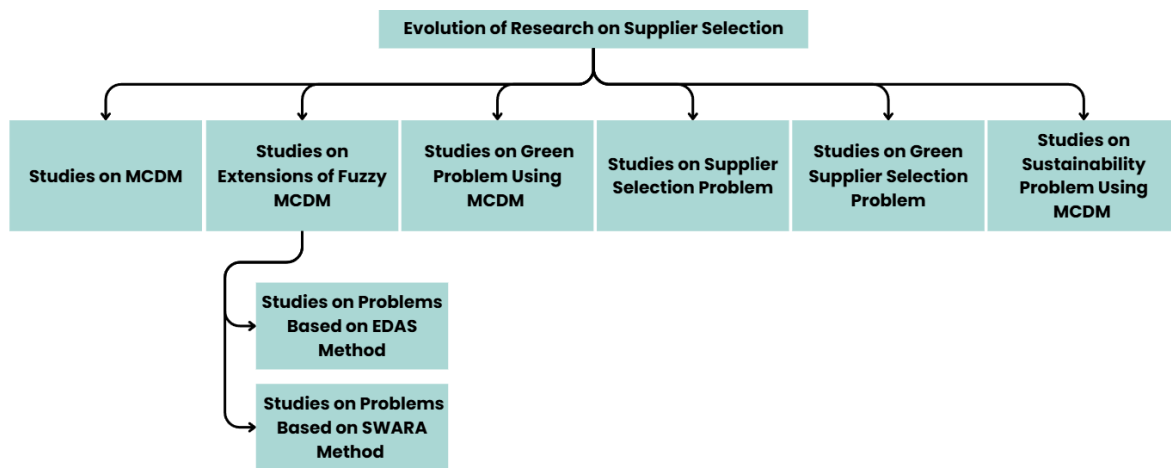 Evolution of Research on Supplier Selection
Studies on MCDM
Studies on
Extensions of Fuzzy
MCDM
Studies on Green
Problem Using
MCDM
Studies on Supplier
Selection Problem
Studies on Green
Supplier Selection
Problem
Studies on
Sustainability
Problem Using
MCDM
Studies on Problems
Based on EDAS
Method
Studies on Problems
Based on SWARA
Method